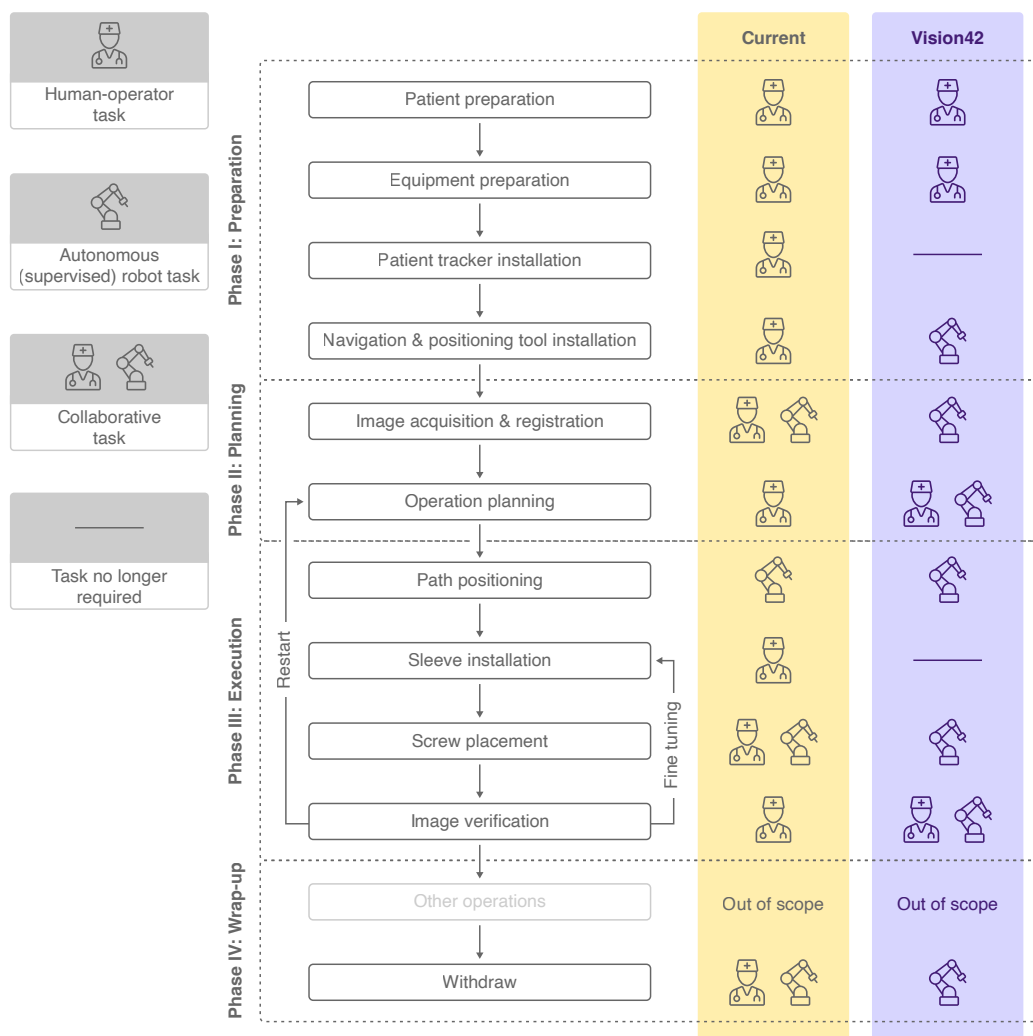 Current
Vision42
Human-operator
task
Autonomous
(supervised) robot task
Collaborative
task
Task no longer
required
Phase I: Preparation
Patient preparation
Equipment preparation
Patient tracker installation
Navigation & positioning tool installation
Phase II: Planning
Image acquisition & registration
Operation planning
Phase III: Execution
Restart
Path positioning
Sleeve installation
Screw placement
Image verification
Fine tuning
Phase IV: Wrap-up
Other operations
Out of scope
Out of scope
Withdraw